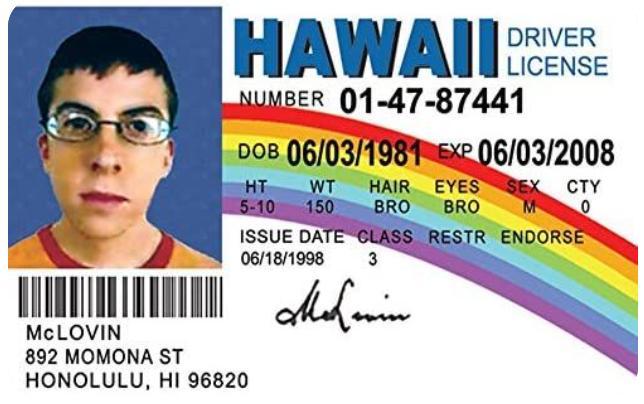 HAWAII DRIVER LICENSE
NUMBER 01-47-87441
DOB 06/03/1981 EXP 06/03/2008
HT WT HAIR EYES SEX CTY
5-10 150 BRO BRO M 0
ISSUE DATE CLASS RESTR ENDORSE
06/18/1998 3
McLovin
McLOVIN
892 MOMONA ST
HONOLULU, HI 96820